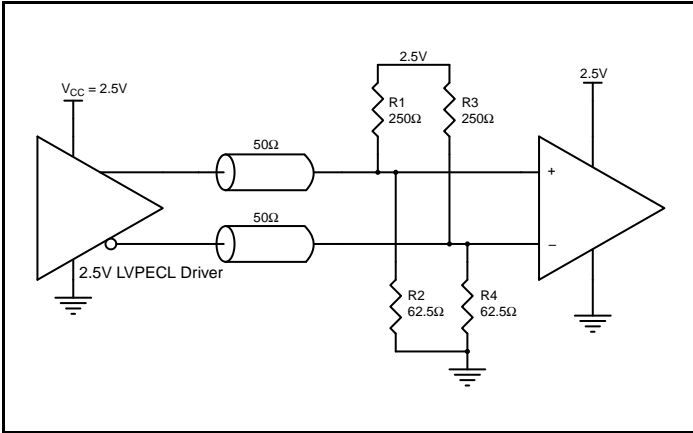 2.5V
2.5V
V_CC = 2.5V
R1
250Ω
R3
250Ω
50Ω
+
50Ω
–
2.5V LVPECL Driver
R2
62.5Ω
R4
62.5Ω